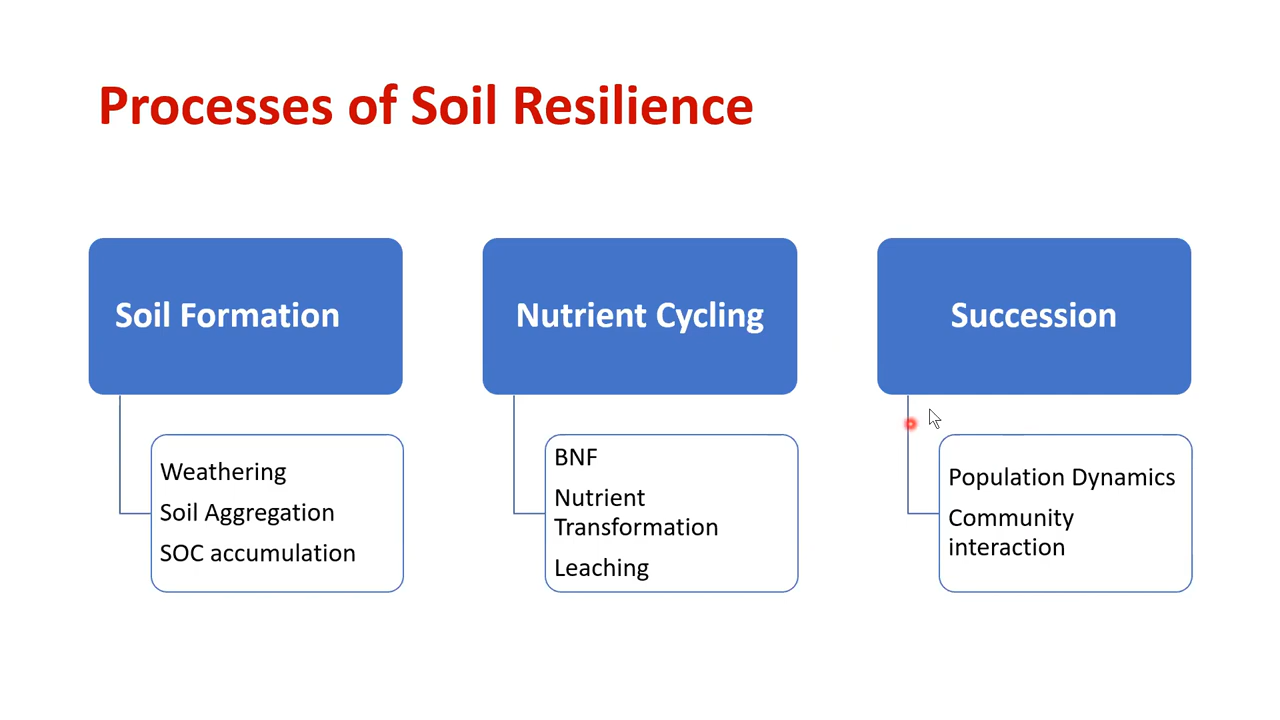 Processes of Soil Resilience
Soil Formation
Weathering
Soil Aggregation
SOC accumulation
Nutrient Cycling
BNF
Nutrient
Transformation
Leaching
Succession
Population Dynamics
Community
interaction